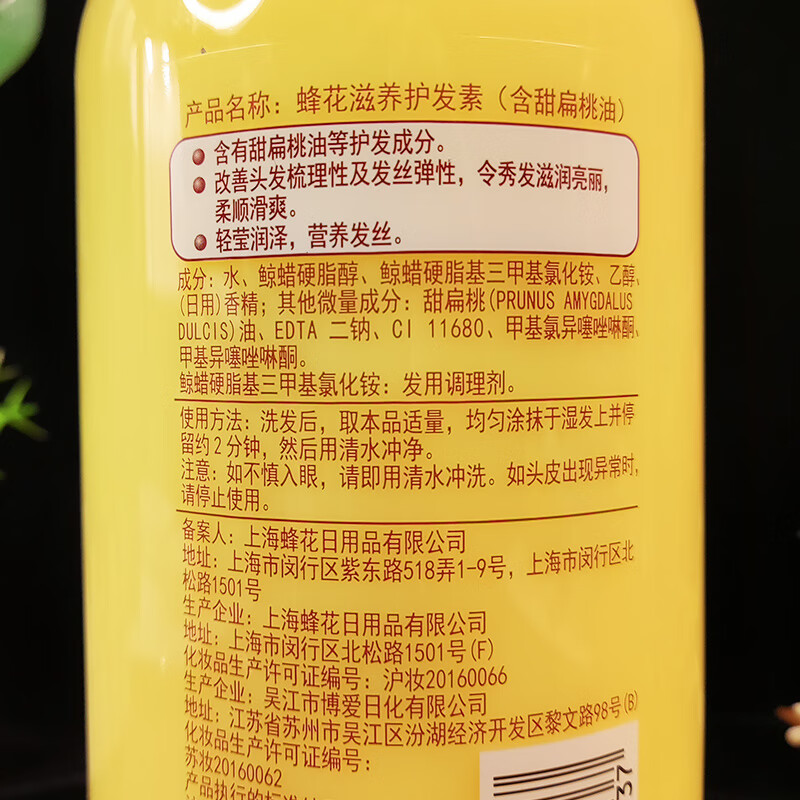 产品名称：蜂花滋养护发素（含甜扁桃油）
● 含有甜扁桃油等护发成分。
● 改善头发梳理性及发丝弹性，令秀发滋润亮丽，
柔顺滑爽。
● 轻莹润泽，营养发丝。
成分：水、鲸蜡硬脂醇、鲸蜡硬脂基三甲基氯化铵、乙醇、
(日用)香精；其他微量成分：甜扁桃(PRUNUS AMYGDALUS
DULCIS)油、EDTA 二钠、CI 11680、甲基氯异噻唑啉酮、
甲基异噻唑啉酮。
鲸蜡硬脂基三甲基氯化铵：发用调理剂。
使用方法：洗发后，取本品适量，均匀涂抹于湿发上并停
留约2分钟，然后用清水冲净。
注意：如不慎入眼，请即用清水冲洗。如头皮出现异常时，
请停止使用。
备案人：上海蜂花日用品有限公司
地址：上海市闵行区紫东路518弄1-9号，上海市闵行区北
松路1501号
生产企业：上海蜂花日用品有限公司
地址：上海市闵行区北松路1501号(F)
化妆品生产许可证编号：沪妆20160066
生产企业：吴江市博爱日化有限公司
地址：江苏省苏州市吴江区汾湖经济开发区黎文路98号(B)
化妆品生产许可证编号：
苏妆20160062
产品执行的标准
37